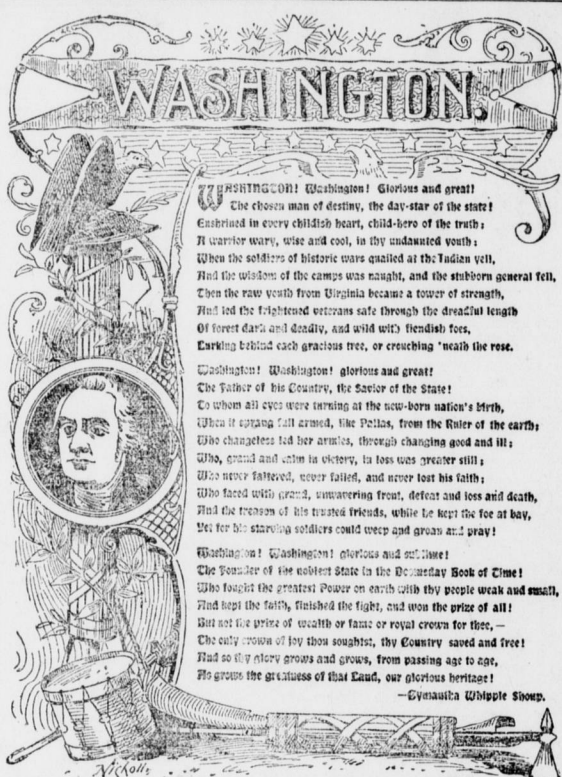 WASHINGTON.
WASHINGTON! Washington! Glorious and great!
The chosen man of destiny, the day-star of the state!
Enshrined in every childish heart, child-hero of the truth;
A warrior wary, wise and cool, in thy undaunted youth;
When the soldiers of historic wars quailed at the Indian yell,
And the wisdom of the camps was naught, and the stubborn general fell,
Then the raw youth from Virginia became a tower of strength,
And led the frightened veterans safe through the dreadful length
Of forest dark and deadly, and wild with fiendish foes,
Lurking behind each gracious tree, or crouching 'neath the rose.
Washington! Washington! glorious and great!
The Father of his Country, the Savior of the State!
To whom all eyes were turning at the new-born nation's birth,
When it sprang full armed, like Pallas, from the Ruler of the earth;
Who changeless led her armies, through changing good and ill;
Who, grand and calm in victory, in loss was greater still;
Who never faltered, never failed, and never lost his faith;
Who faced with grand, unwavering front, defeat and loss and death,
And the treason of his trusted friends, while he kept the foe at bay,
Yet for his starving soldiers could weep and groan and pray!
Washington! Washington! glorious and sublime!
The Founder of the noblest State in the Domesday Book of Time!
Who fought the greatest Power on earth with thy people weak and small,
And kept the faith, finished the fight, and won the prize of all!
But not the prize of wealth or fame or royal crown for thee,—
The only crown of joy thou soughtst, thy Country saved and free!
And so thy glory grows and grows, from passing age to age,
As grows the greatness of that Land, our glorious heritage!
—Cymantha Whipple Shoup.
Nicholl.